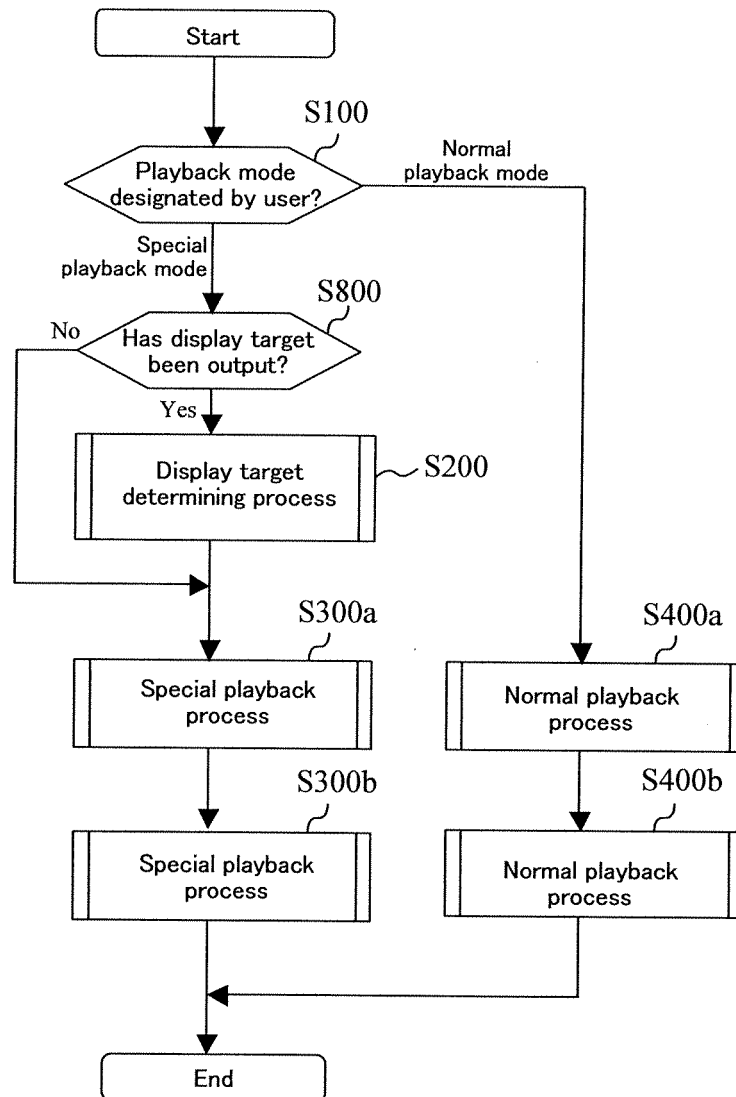 Start
S100
Playback mode
designated by user?
Normal
playback mode
Special
playback mode
S800
No
Has display target
been output?
Yes
Display target
determining process
S200
S300a
Special playback
process
S400a
Normal playback
process
S300b
Special playback
process
S400b
Normal playback
process
End